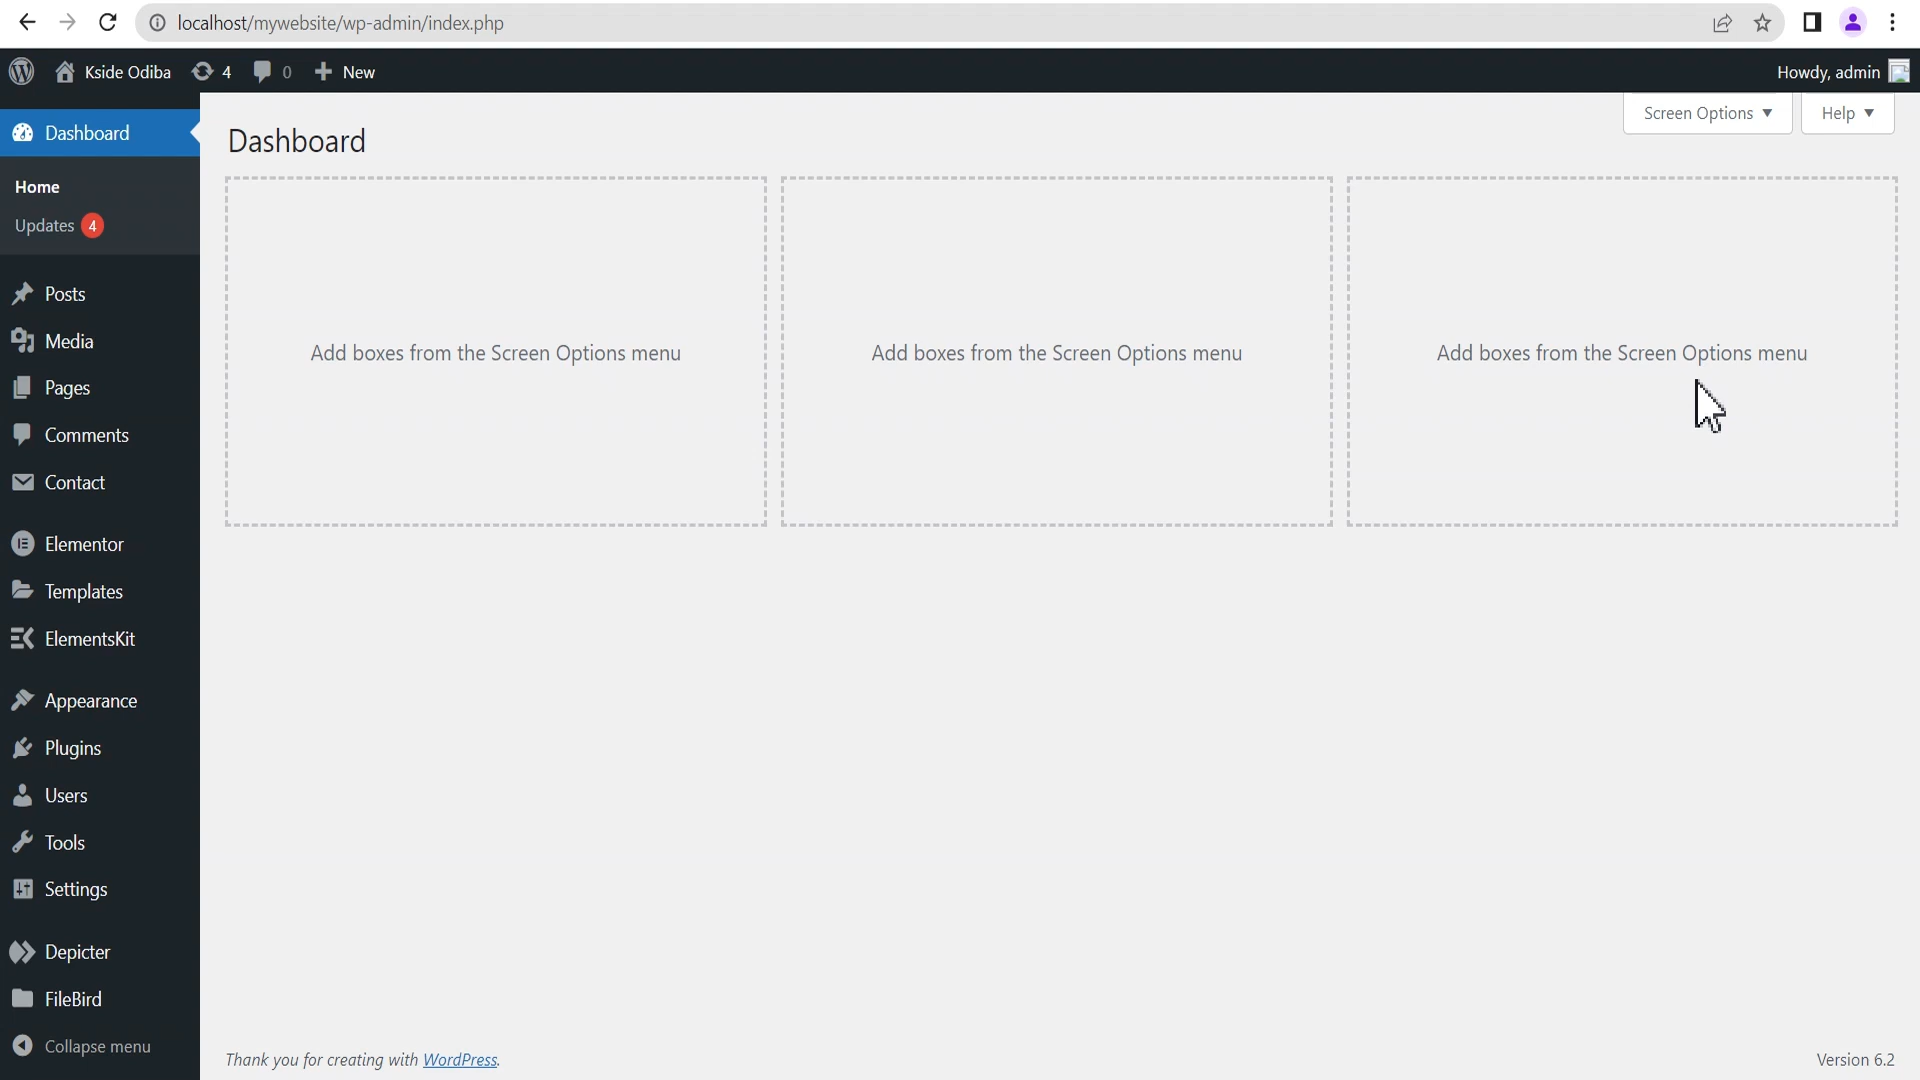 localhost/mywebsite/wp-admin/index.php
Kside Odiba 4 0 New Howdy, admin
Screen Options Help
Dashboard
Home
Updates 4
Posts
Media
Pages
Comments
Contact
Elementor
Templates
ElementsKit
Appearance
Plugins
Users
Tools
Settings
Depicter
FileBird
Collapse menu
Dashboard
Add boxes from the Screen Options menu
Add boxes from the Screen Options menu
Add boxes from the Screen Options menu
Thank you for creating with WordPress.
Version 6.2